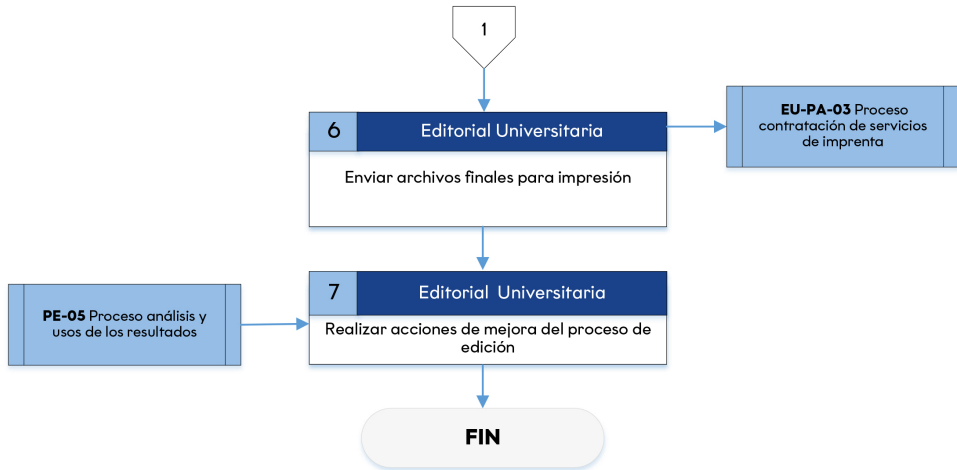 1
6 Editorial Universitaria
Enviar archivos finales para impresión
EU-PA-03 Proceso
contratación de servicios
de imprenta
7 Editorial Universitaria
Realizar acciones de mejora del proceso de
edición
PE-05 Proceso análisis y
usos de los resultados
FIN